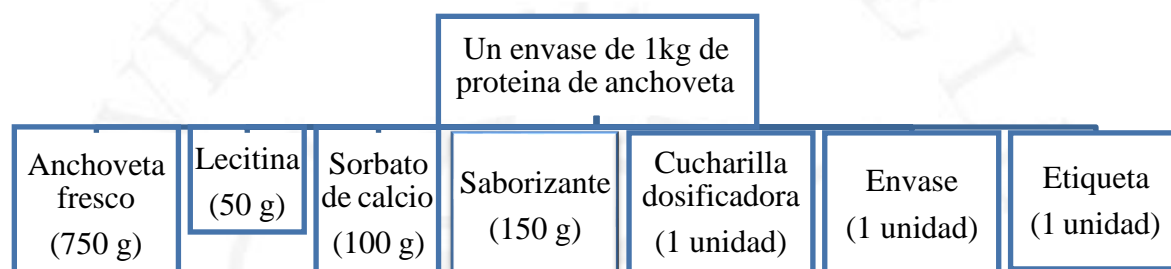 Un envase de 1kg de
proteina de anchoveta
Anchoveta
fresco
(750 g)
Lecitina
(50 g)
Sorbato
de calcio
(100 g)
Saborizante
(150 g)
Cucharilla
dosificadora
(1 unidad)
Envase
(1 unidad)
Etiqueta
(1 unidad)